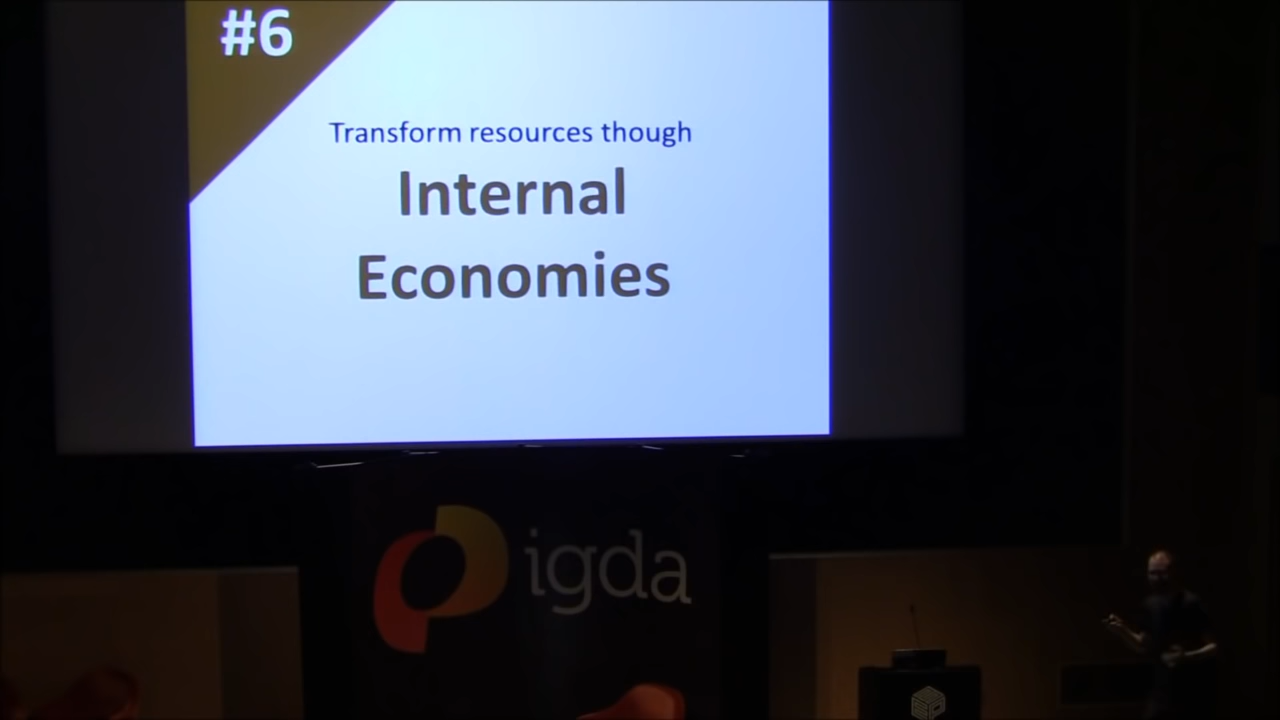 #6
Transform resources though
Internal
Economies
igda